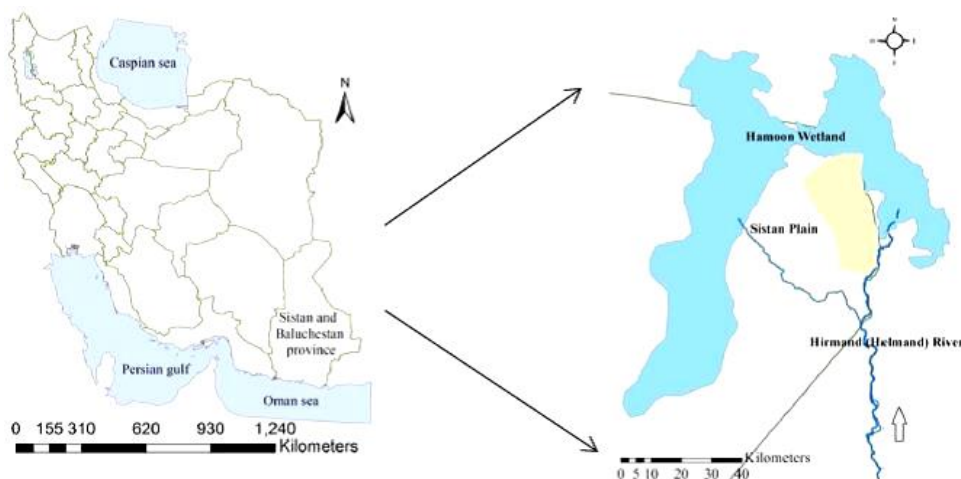 Caspian sea
N
Sistan and
Baluchestan
province
Persian gulf
Oman sea
0 155 310 620 930 1,240
Kilometers
N
Hamoon Wetland
Sistan Plain
Hirmand (Helmand) River
Kilometers
0 5 10 20 30 40